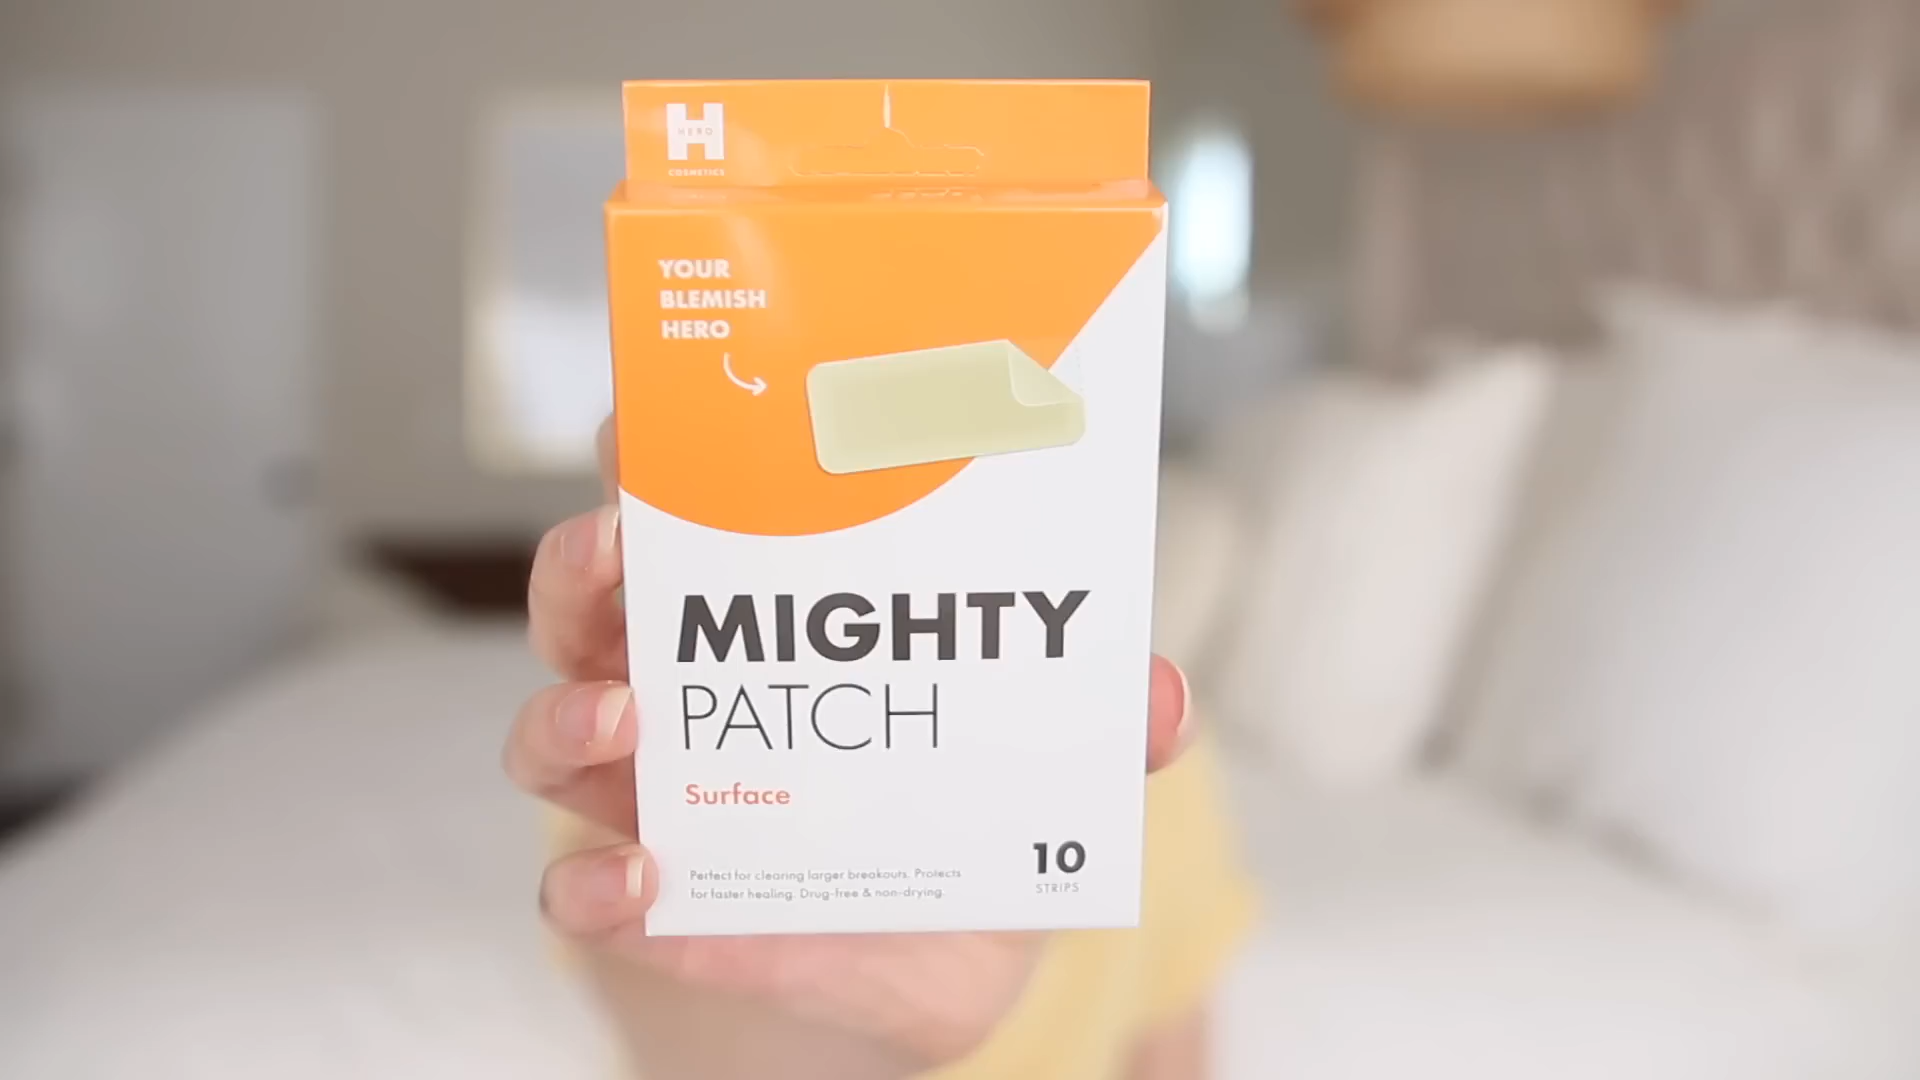 HERO
COSMETICS
YOUR
BLEMISH
HERO
MIGHTY
PATCH
Surface
10
STRIPS
Perfect for clearing larger breakouts. Protects
for faster healing. Drug-free & non-drying.